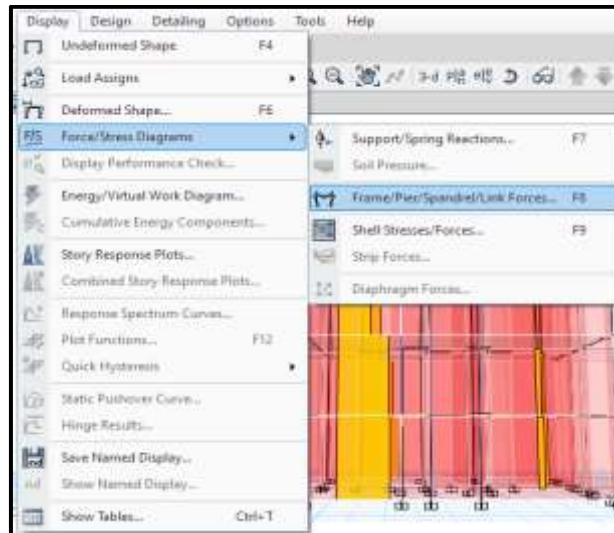 Display Design Detailing Options Tools Help
Undeformed Shape F4
Load Assigns
Deformed Shape... F6
Force/Stress Diagrams
Display Performance Check...
Energy/Virtual Work Diagram...
Cumulative Energy Components...
Story Response Plots...
Combined Story Response Plots...
Response Spectrum Curves...
Plot Functions... F12
Quick Hysteresis
Static Pushover Curve...
Hinge Results...
Save Named Display...
Show Named Display...
Show Tables... Ctrl+T
3-d
Support/Spring Reactions... F7
Soil Pressure...
Frame/Pier/Spandrel/Link Forces... F8
Shell Stresses/Forces... F9
Strip Forces...
Diaphragm Forces...